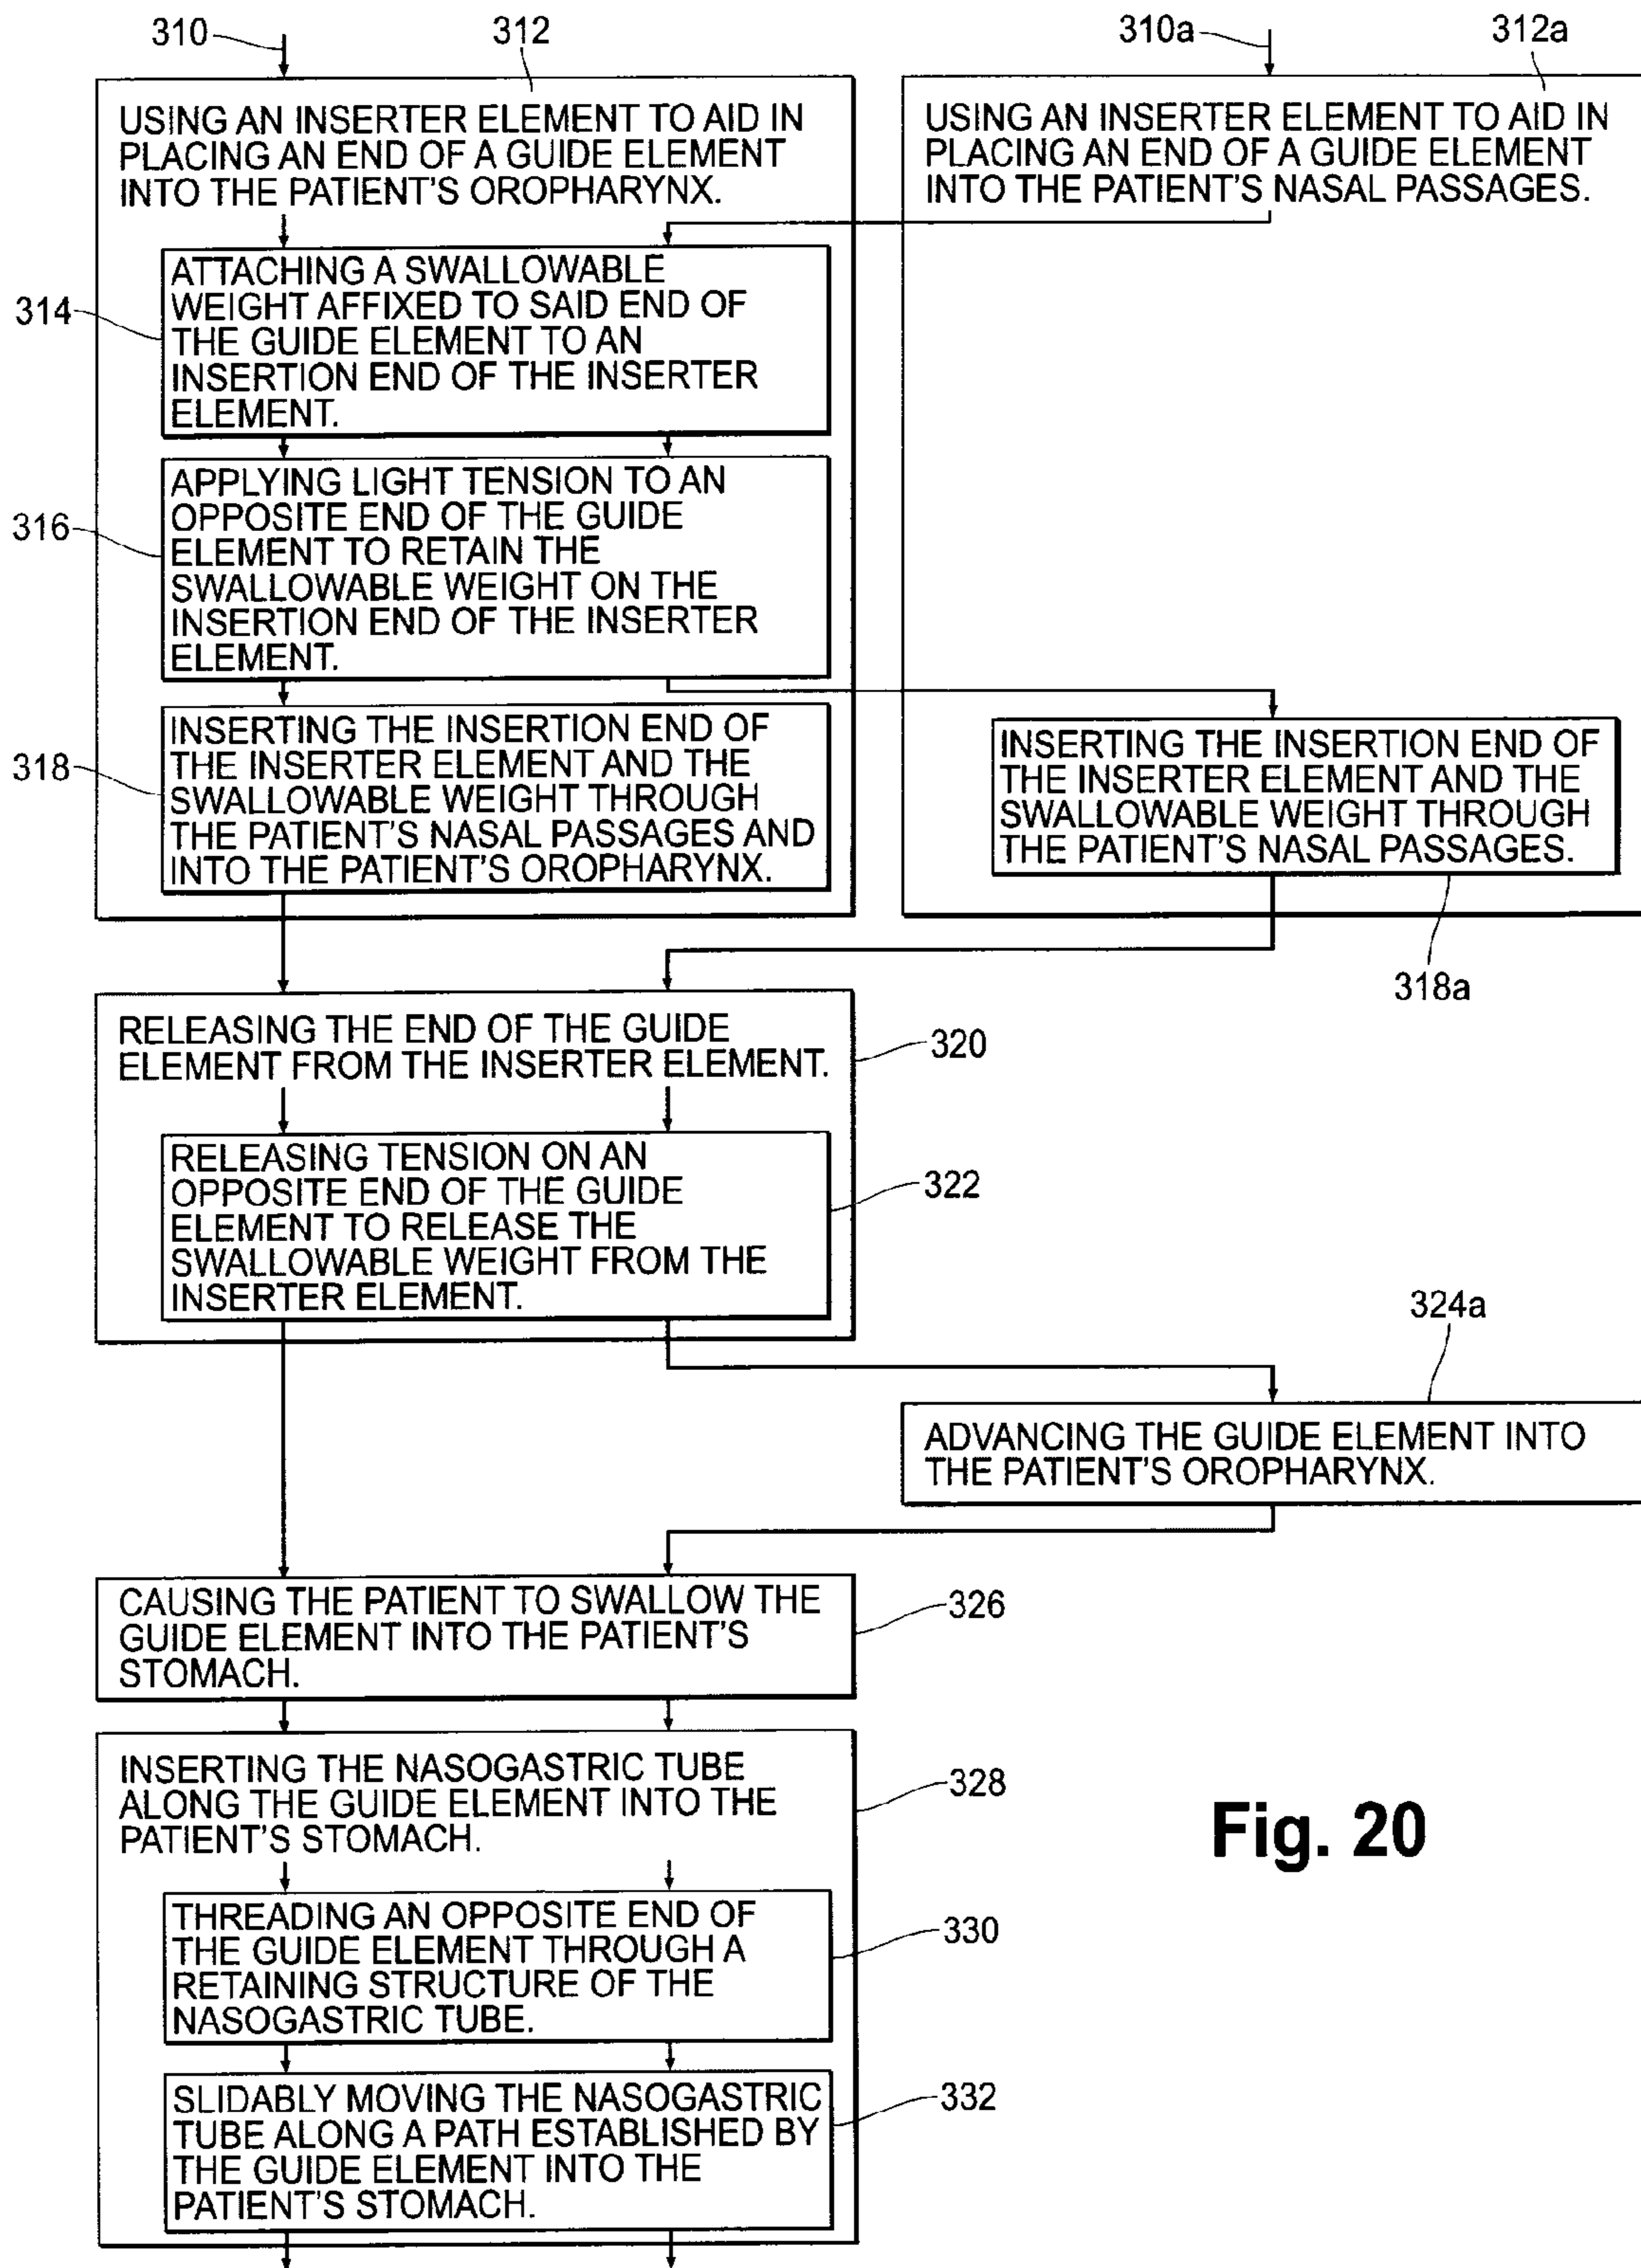 310
312
310a
312a
USING AN INSERTER ELEMENT TO AID IN
PLACING AN END OF A GUIDE ELEMENT
INTO THE PATIENT'S OROPHARYNX.
USING AN INSERTER ELEMENT TO AID IN
PLACING AN END OF A GUIDE ELEMENT
INTO THE PATIENT'S NASAL PASSAGES.
314
ATTACHING A SWALLOWABLE
WEIGHT AFFIXED TO SAID END OF
THE GUIDE ELEMENT TO AN
INSERTION END OF THE INSERTER
ELEMENT.
316
APPLYING LIGHT TENSION TO AN
OPPOSITE END OF THE GUIDE
ELEMENT TO RETAIN THE
SWALLOWABLE WEIGHT ON THE
INSERTION END OF THE INSERTER
ELEMENT.
318
INSERTING THE INSERTION END OF
THE INSERTER ELEMENT AND THE
SWALLOWABLE WEIGHT THROUGH
THE PATIENT'S NASAL PASSAGES AND
INTO THE PATIENT'S OROPHARYNX.
INSERTING THE INSERTION END OF
THE INSERTER ELEMENT AND THE
SWALLOWABLE WEIGHT THROUGH
THE PATIENT'S NASAL PASSAGES.
318a
RELEASING THE END OF THE GUIDE
ELEMENT FROM THE INSERTER ELEMENT.
320
RELEASING TENSION ON AN
OPPOSITE END OF THE GUIDE
ELEMENT TO RELEASE THE
SWALLOWABLE WEIGHT FROM THE
INSERTER ELEMENT.
322
324a
ADVANCING THE GUIDE ELEMENT INTO
THE PATIENT'S OROPHARYNX.
CAUSING THE PATIENT TO SWALLOW THE
GUIDE ELEMENT INTO THE PATIENT'S
STOMACH.
326
INSERTING THE NASOGASTRIC TUBE
ALONG THE GUIDE ELEMENT INTO THE
PATIENT'S STOMACH.
328
THREADING AN OPPOSITE END OF
THE GUIDE ELEMENT THROUGH A
RETAINING STRUCTURE OF THE
NASOGASTRIC TUBE.
330
SLIDABLY MOVING THE NASOGASTRIC
TUBE ALONG A PATH ESTABLISHED BY
THE GUIDE ELEMENT INTO THE
PATIENT'S STOMACH.
332
Fig. 20